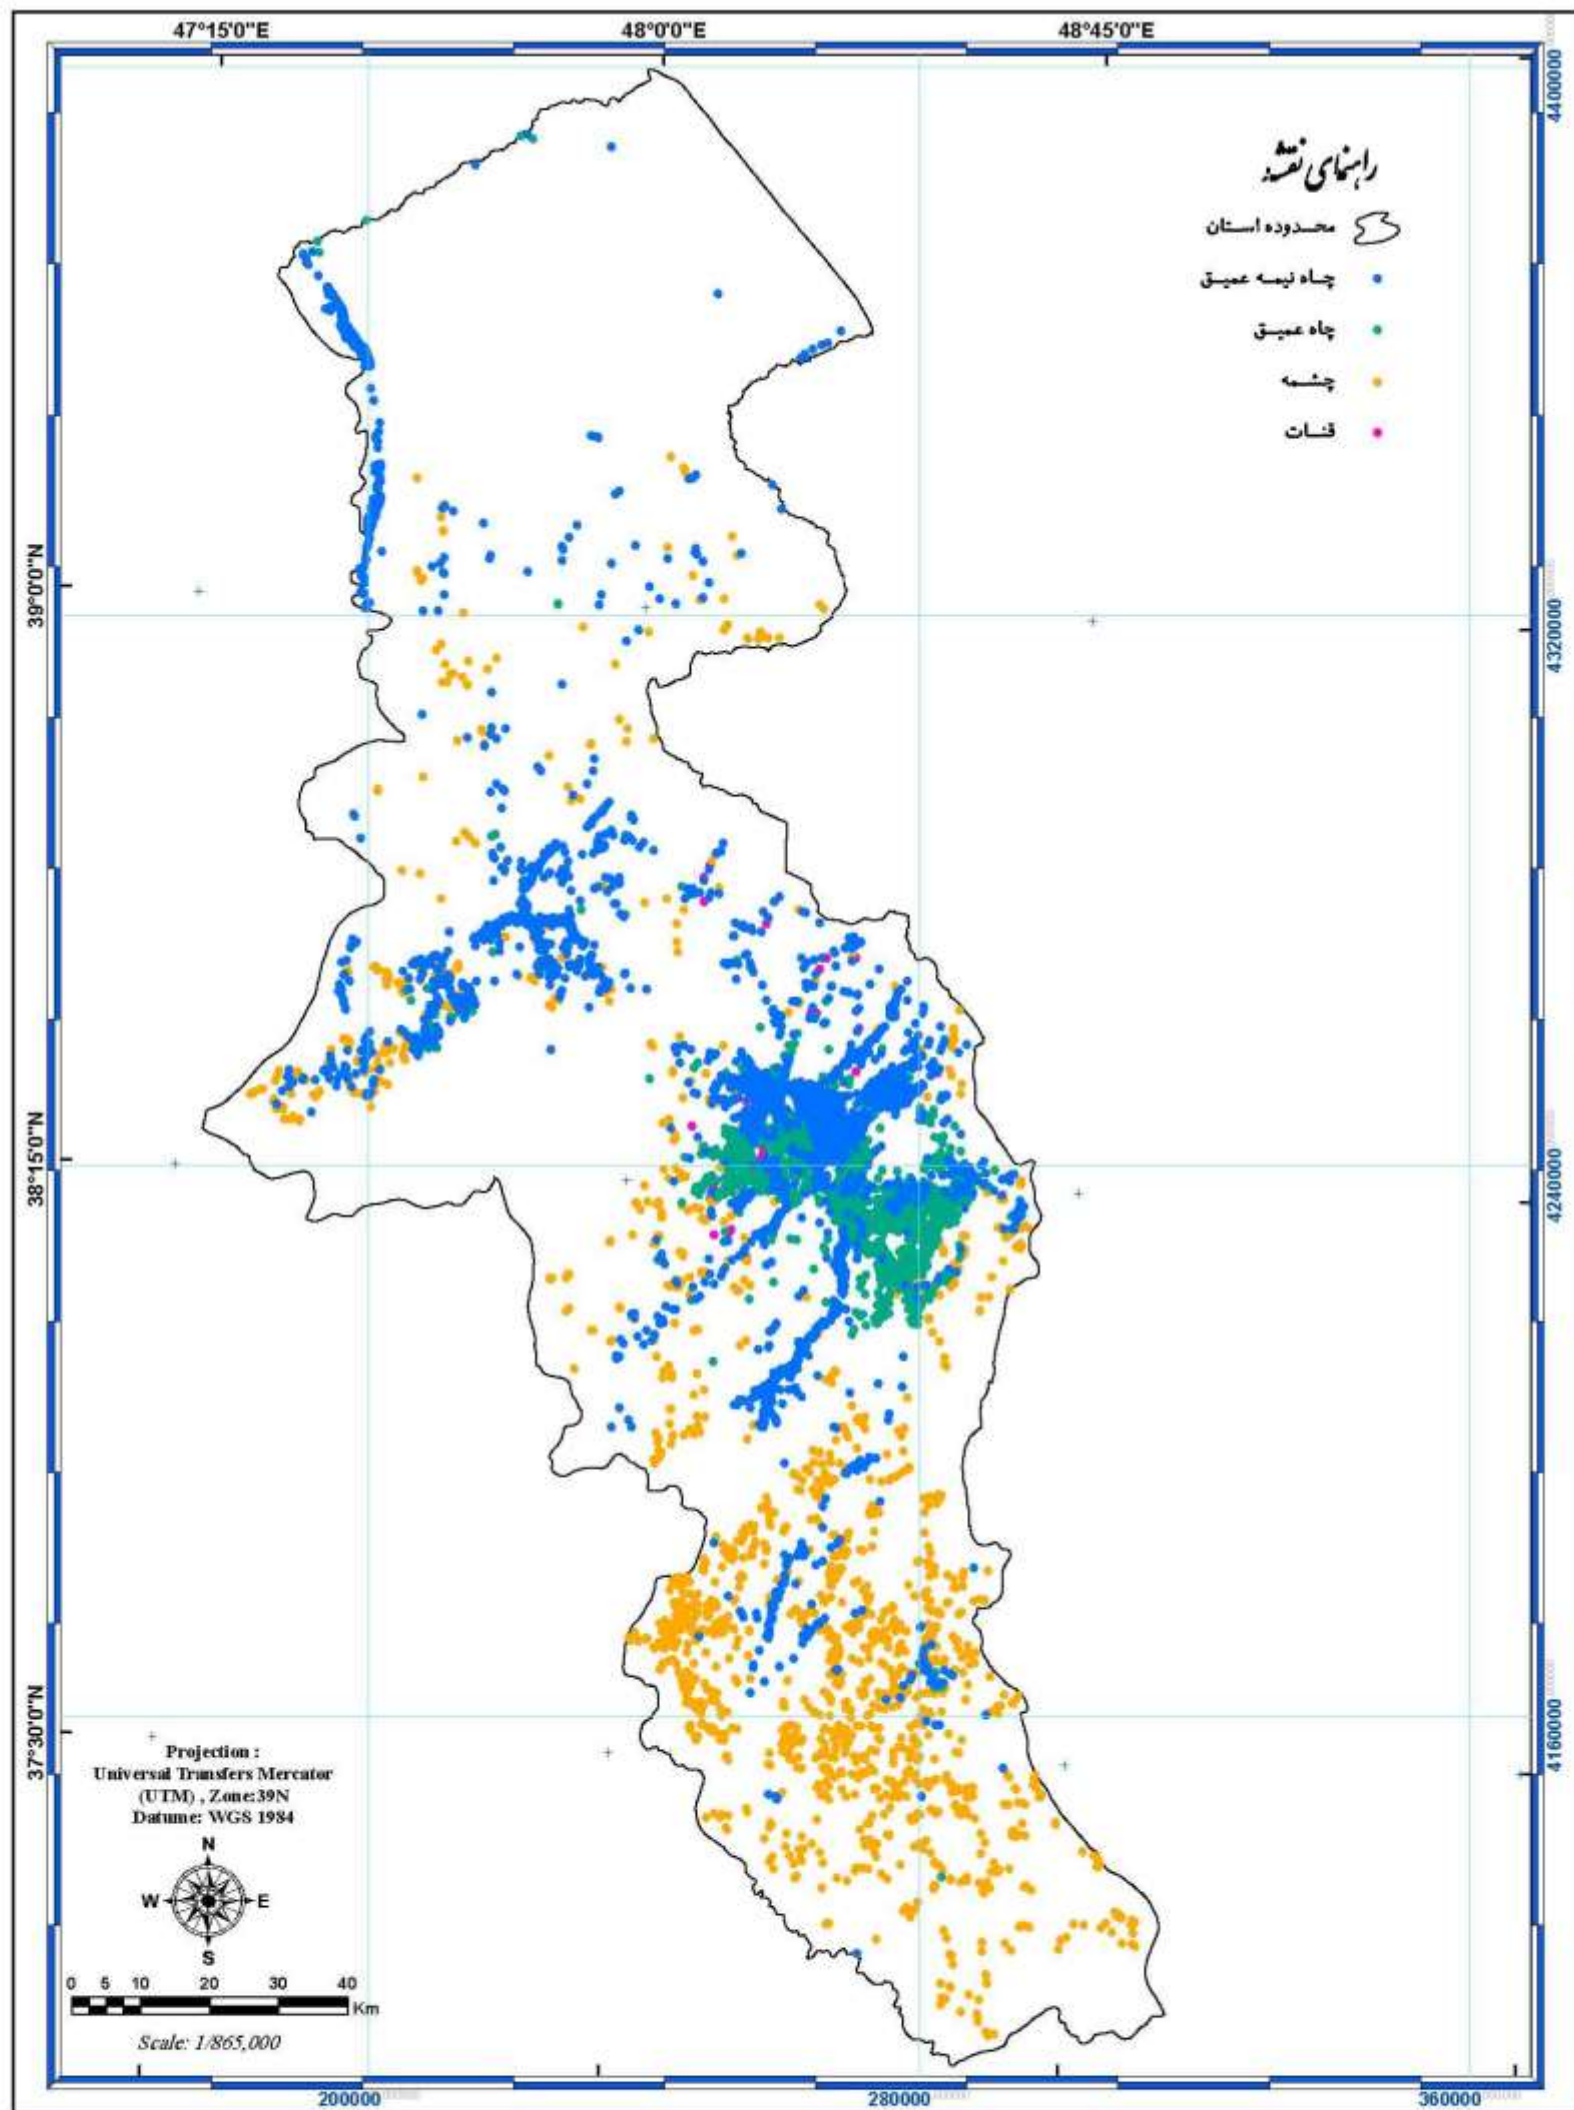 47°15'0"E
48°0'0"E
48°45'0"E
4400000
راهنمای نقشه
محدوده استان
چاه نیمه عمیق
چاه عمیق
چشمه
قنات
39°0'0"N
4320000
38°15'0"N
4240000
37°30'0"N
4160000
Projection :
Universal Transfers Mercator
(UTM) , Zone:39N
Datume: WGS 1984
N
W E
S
0 5 10 20 30 40
Km
Scale: 1/865,000
200000
280000
360000